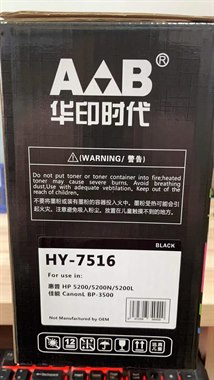 AAB®
华印时代
⚠(WARNING/ 警告)
Do not put toner or toner container into fire;heated
toner may cause severe burns. Avoid breathing
dust,Use with adequate ventilation. Keep out of the
reach of children.
不要将墨粉或装有墨粉的容器投入火中，墨粉受热可能会引
起火灾。注意避免吸入粉尘。放置在儿童触摸不到的地方。
BLACK
HY-7516
For use in:
惠普 HP 5200/5200N/5200L
佳能 CanonL BP-3500
Not Manufactured by OEM
12